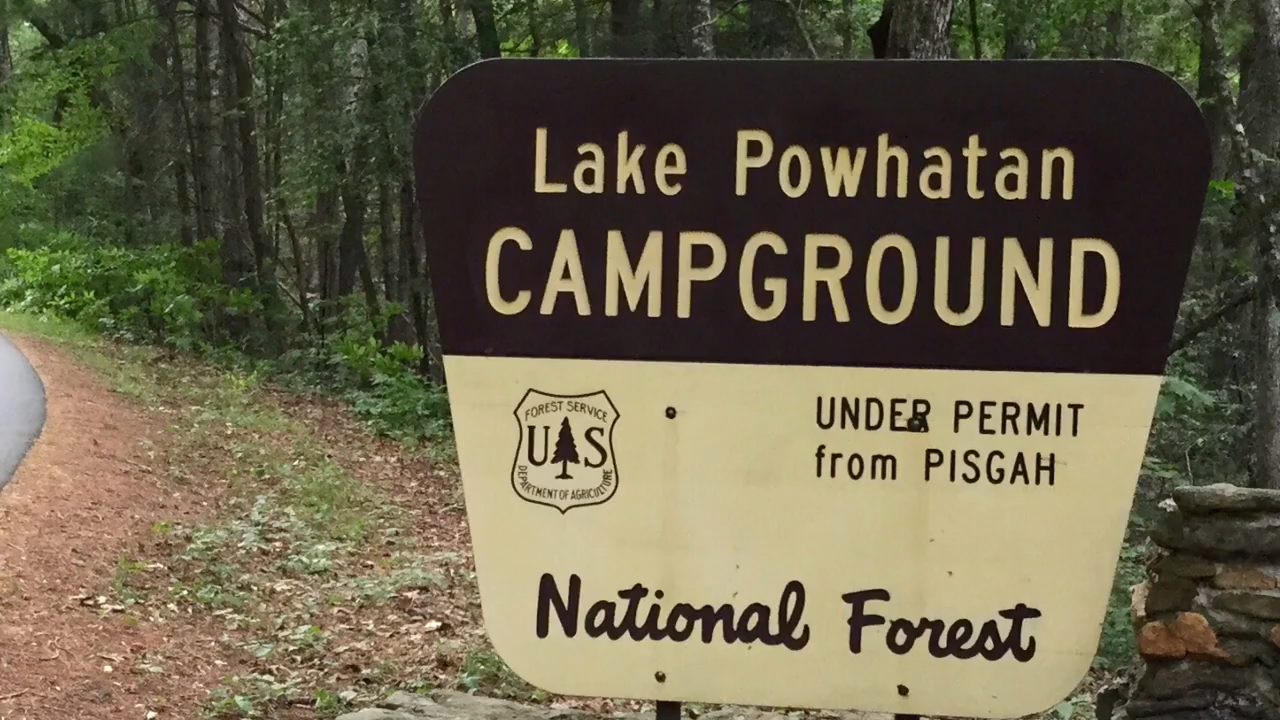 Lake Powhatan
CAMPGROUND
FOREST SERVICE
U S
DEPARTMENT OF AGRICULTURE
UNDER PERMIT
from PISGAH
National Forest